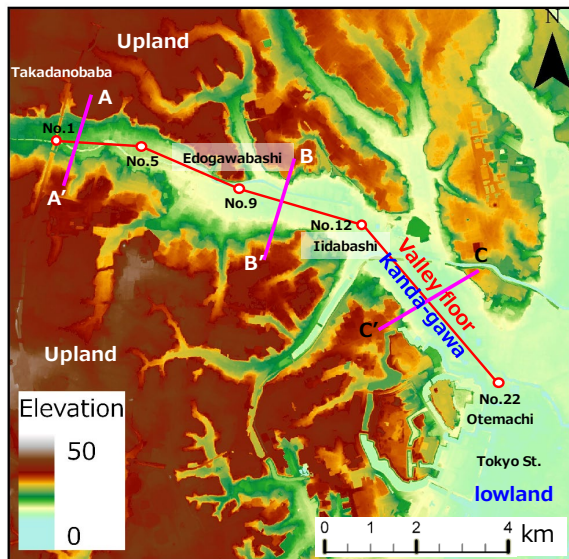 N
Upland
Takadanobaba
A
No.1
No.5
Edogawabashi
B
A'
No.9
No.12
Iidabashi
B'
Valley floor
Kanda-gawa
C
C'
Upland
Elevation
50
0
No.22
Otemachi
Tokyo St.
lowland
0 1.2 2 4 km